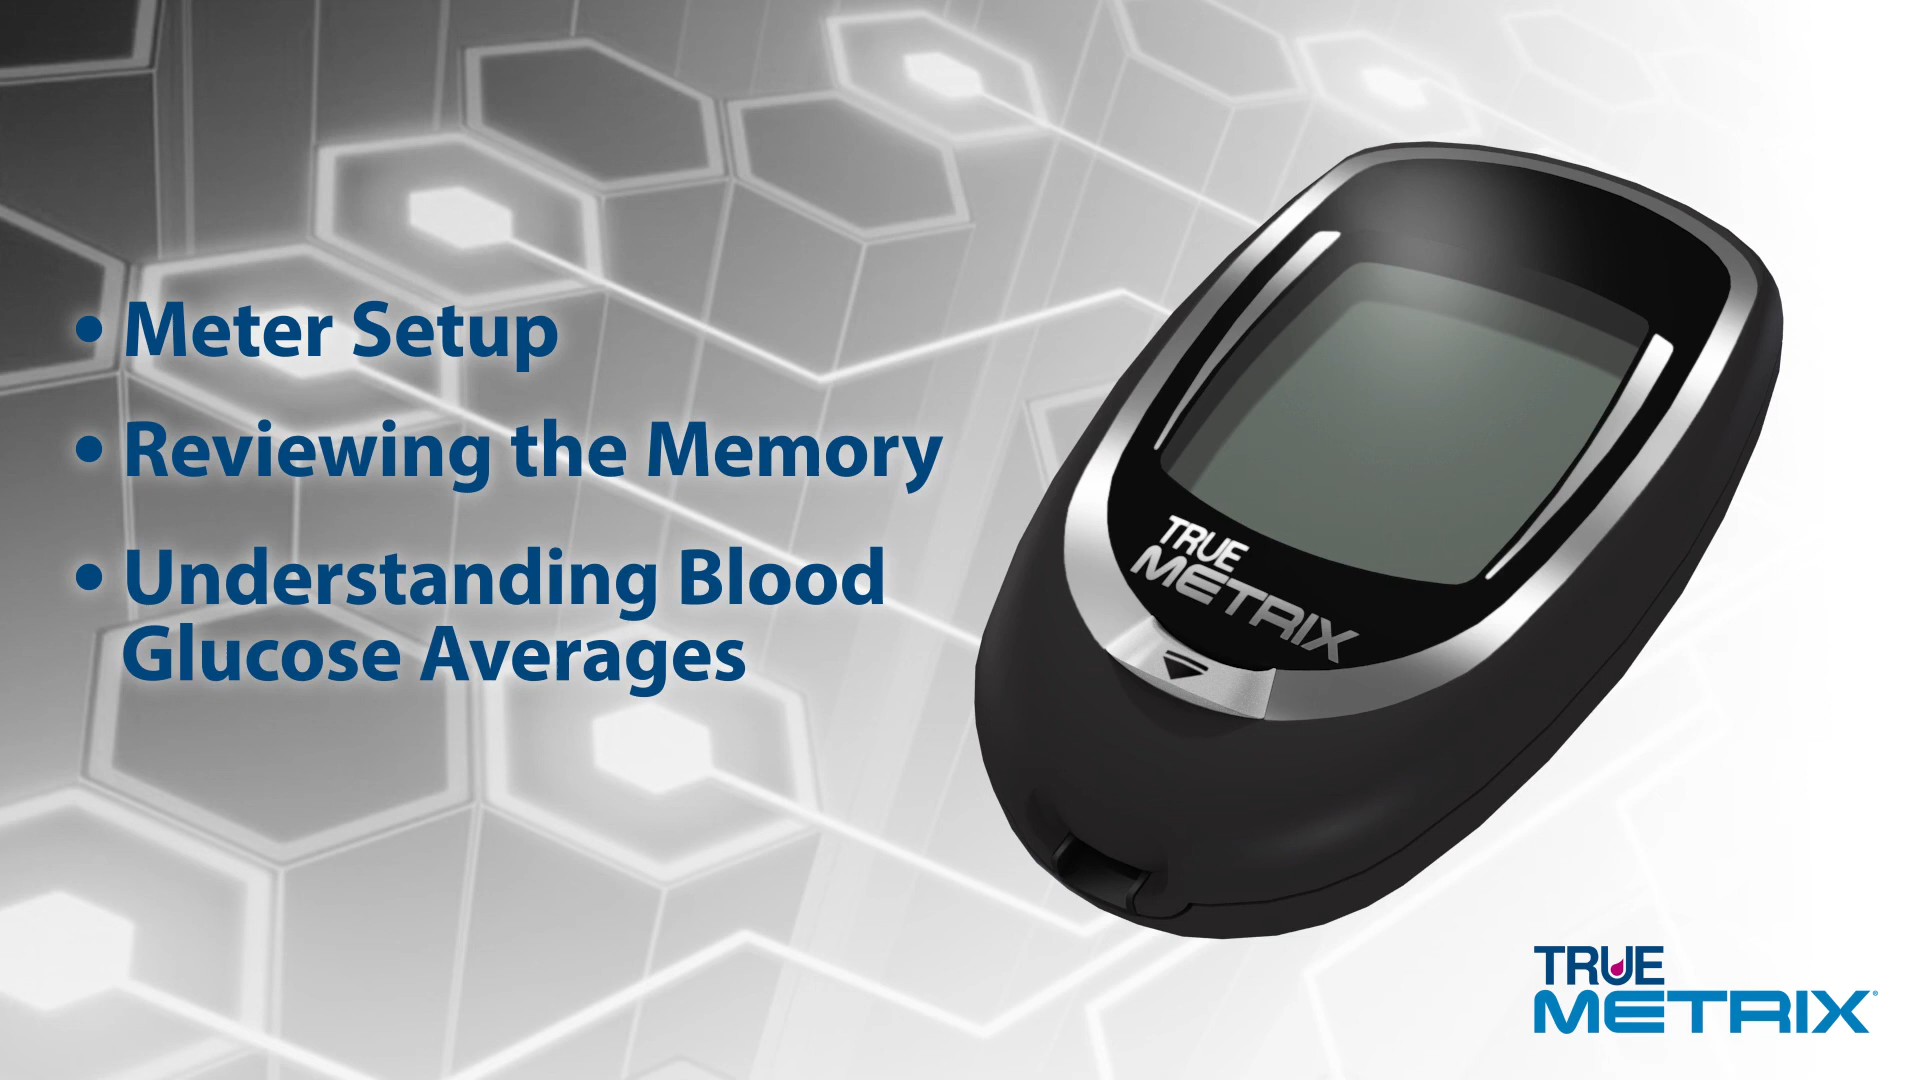 • Meter Setup
• Reviewing the Memory
• Understanding Blood
Glucose Averages
TRUE
METRIX
TRUE
METRIX®